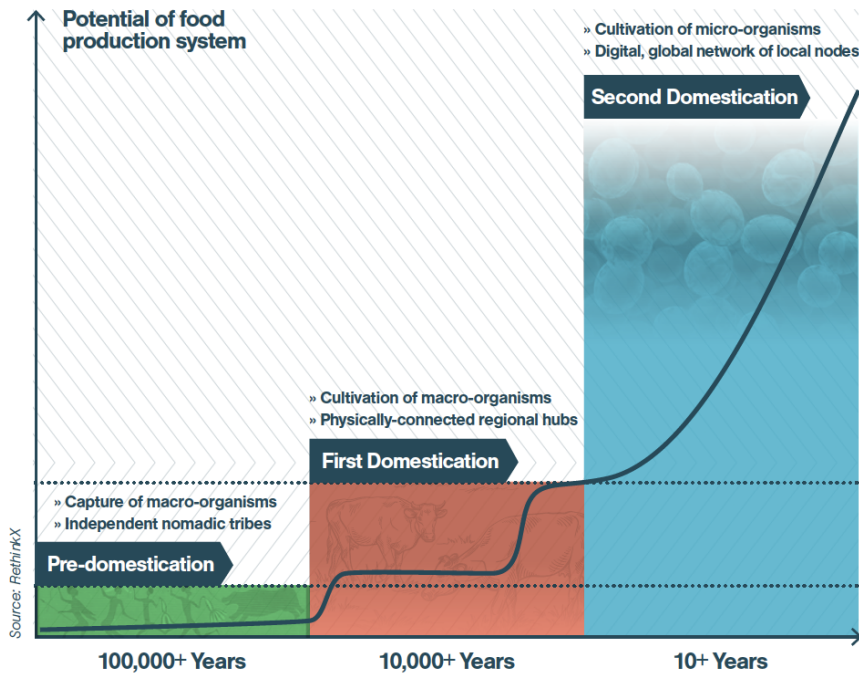 Potential of food
production system
» Cultivation of micro-organisms
» Digital, global network of local nodes
Second Domestication
» Cultivation of macro-organisms
» Physically-connected regional hubs
First Domestication
» Capture of macro-organisms
» Independent nomadic tribes
Pre-domestication
Source: RethinkX
100,000+ Years
10,000+ Years
10+ Years